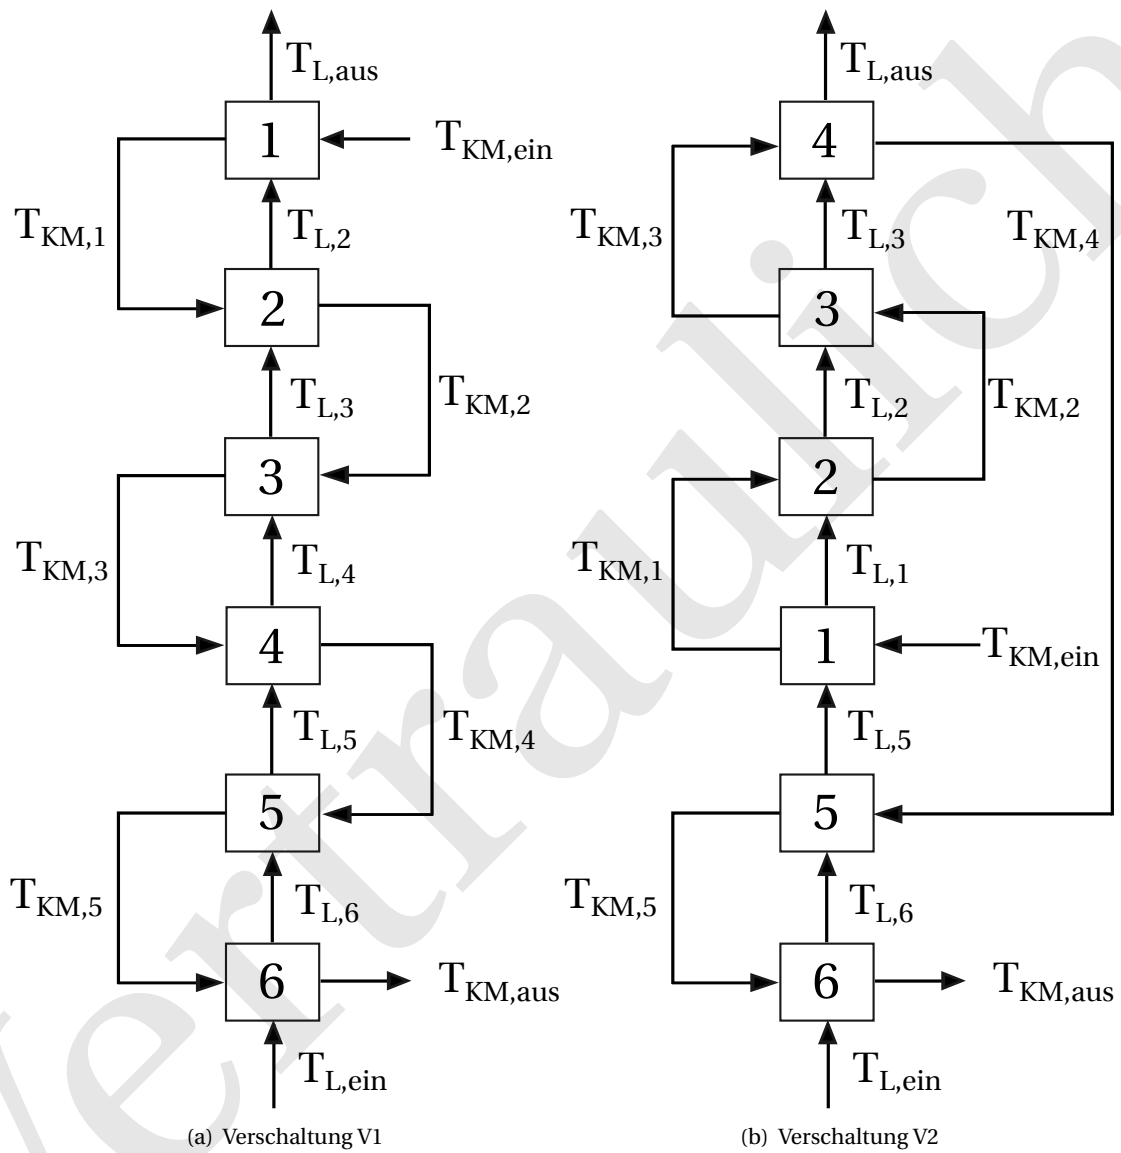 T_L,aus
1
T_KM,ein
T_KM,1
T_L,2
2
T_L,3
T_KM,2
3
T_KM,3
T_L,4
4
T_L,5
T_KM,4
5
T_KM,5
T_L,6
6
T_KM,aus
T_L,ein
(a) Verschaltung V1
T_L,aus
4
T_KM,3
T_L,3
T_KM,4
3
T_L,2
T_KM,2
2
T_KM,1
T_L,1
1
T_KM,ein
T_L,5
5
T_KM,5
T_L,6
6
T_KM,aus
T_L,ein
(b) Verschaltung V2
Vertraulich